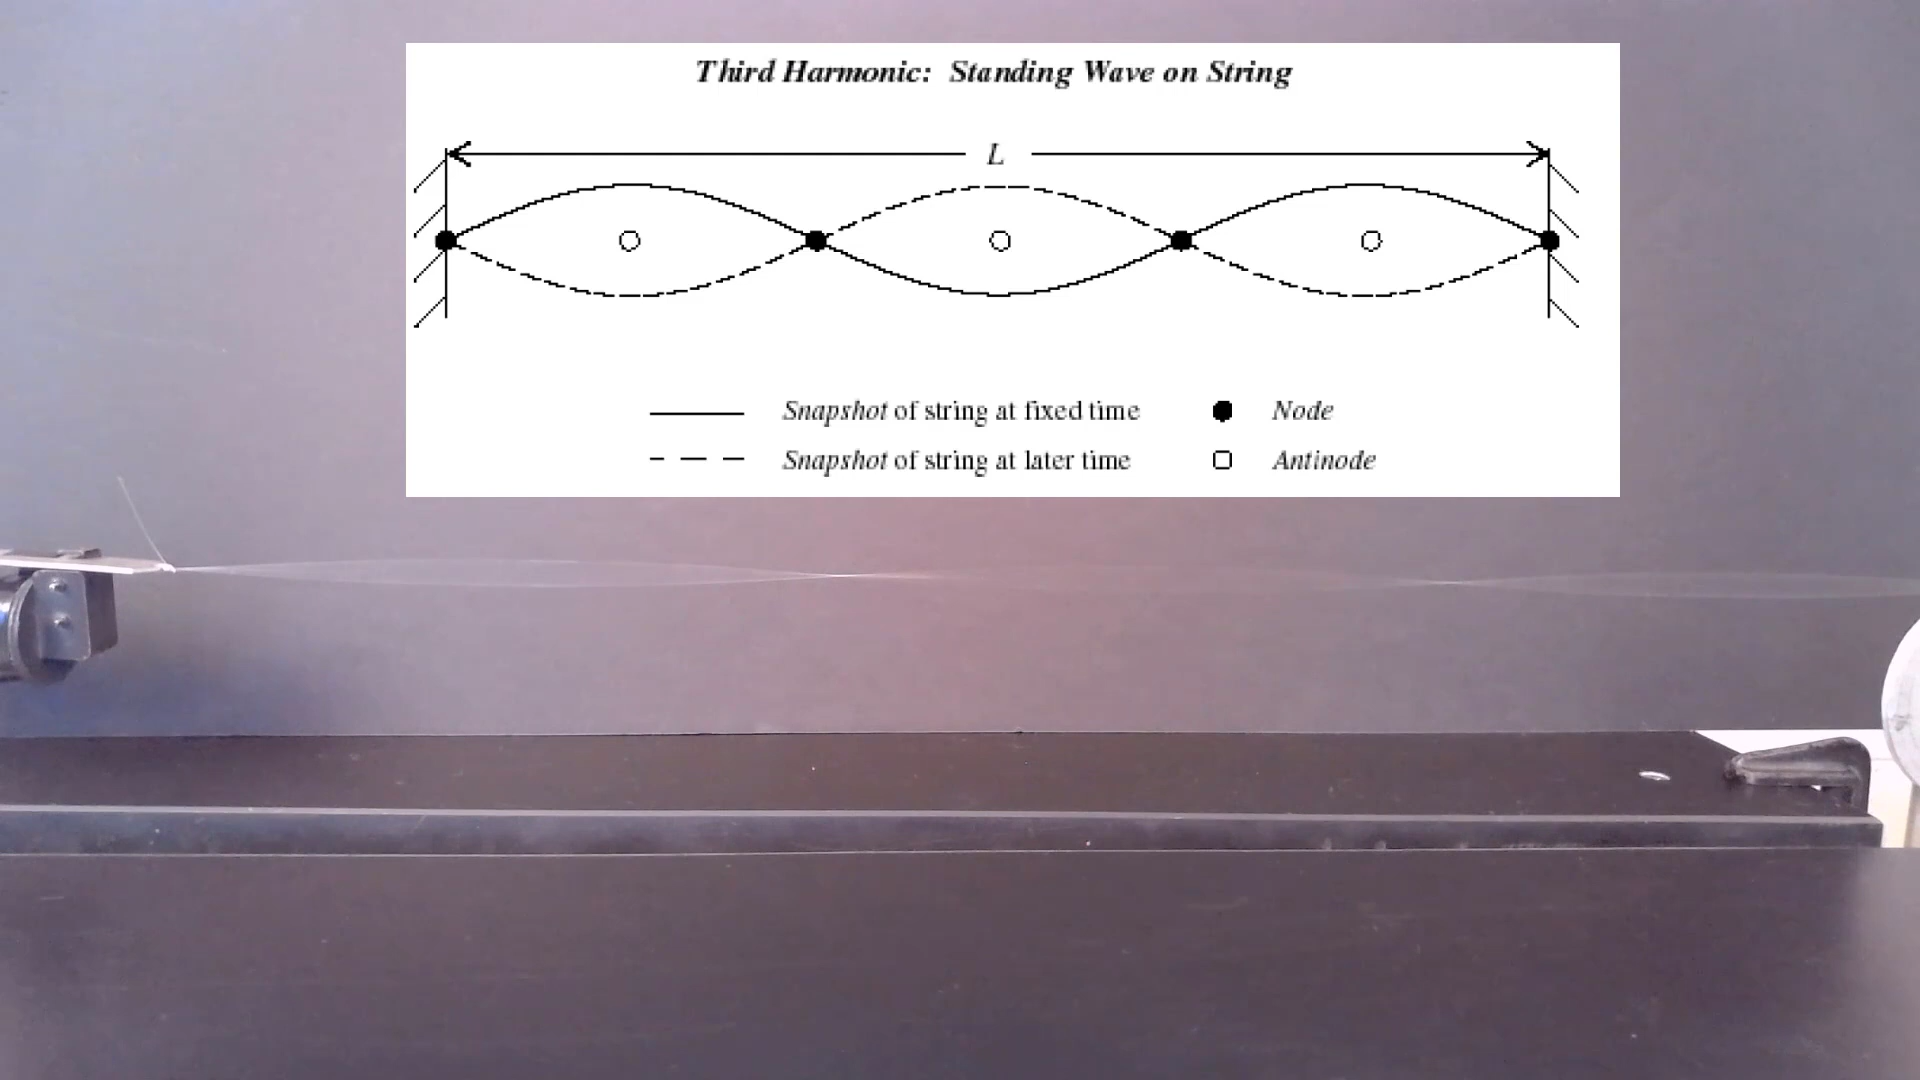 Third Harmonic: Standing Wave on String
L
Snapshot of string at fixed time
Node
Snapshot of string at later time
Antinode